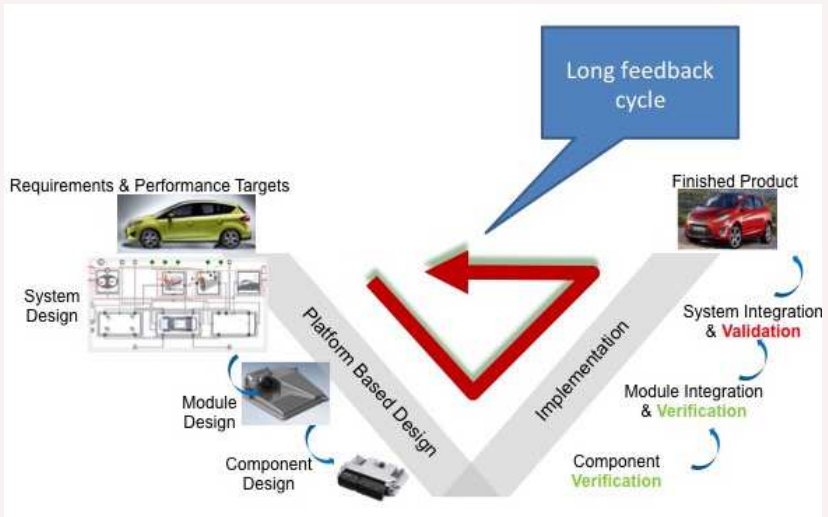 Long feedback
cycle
Requirements & Performance Targets
Finished Product
System
Design
Platform Based Design
Implementation
System Integration
& Validation
Module
Design
Module Integration
& Verification
Component
Design
Component
Verification